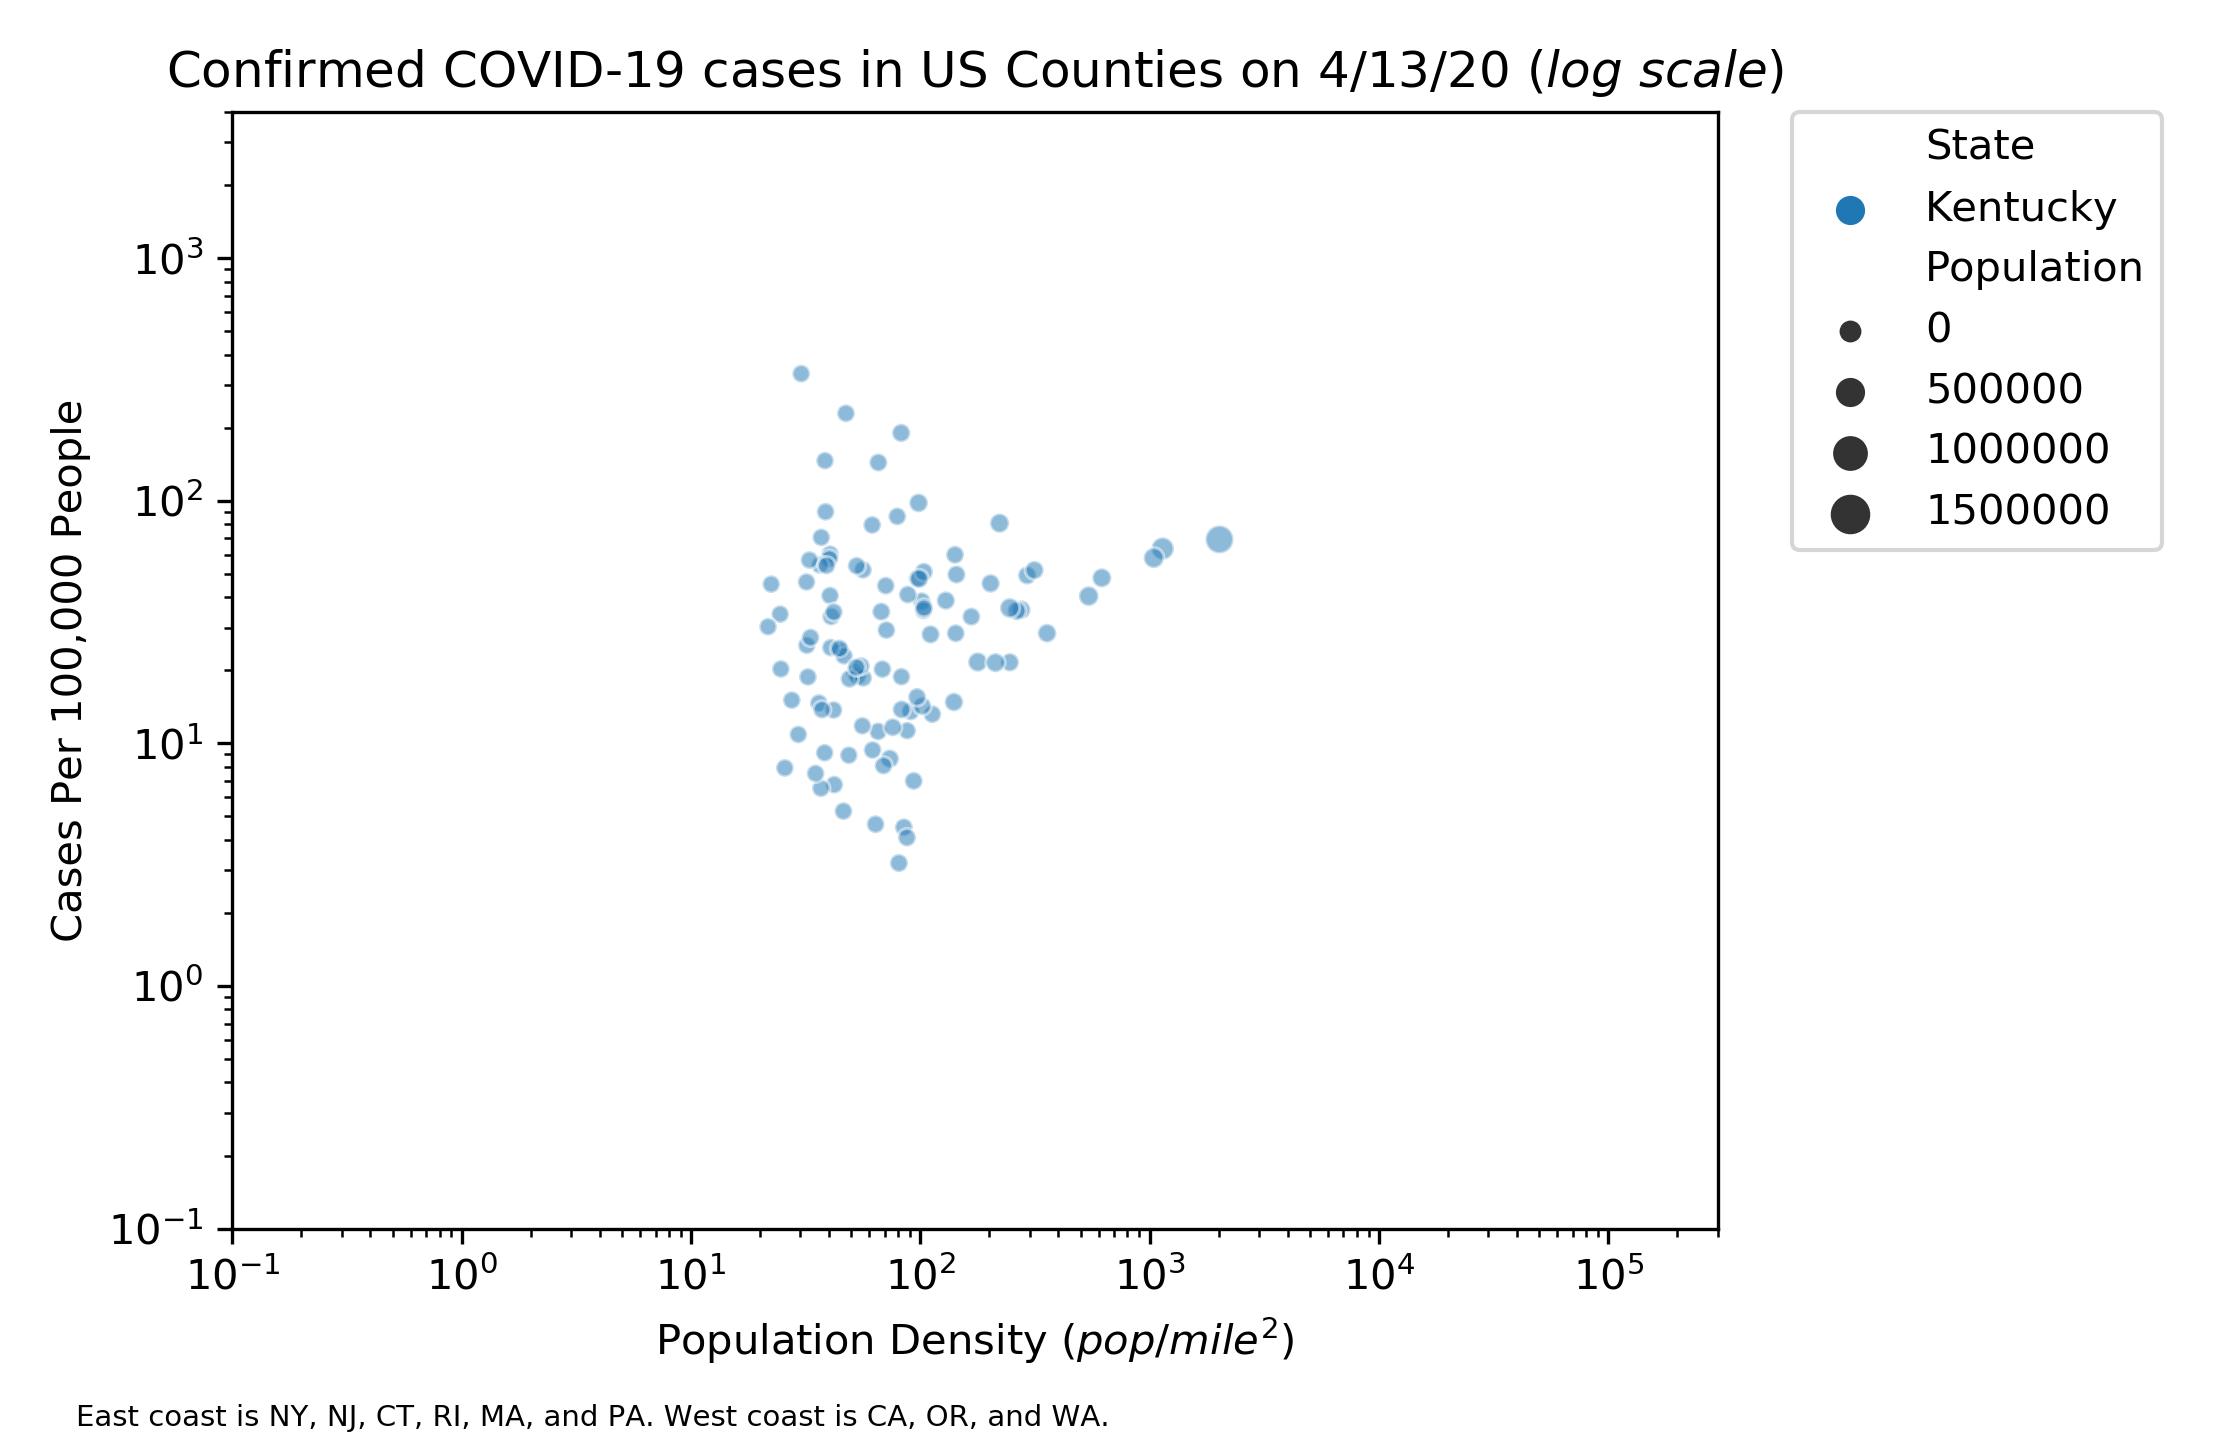 Confirmed COVID-19 cases in US Counties on 4/13/20 (log scale)
State
Kentucky
Population
0
500000
1000000
1500000
Cases Per 100,000 People
10³
10²
10¹
10⁰
10⁻¹
10⁻¹ 10⁰ 10¹ 10² 10³ 10⁴ 10⁵
Population Density (pop/mile²)
East coast is NY, NJ, CT, RI, MA, and PA. West coast is CA, OR, and WA.